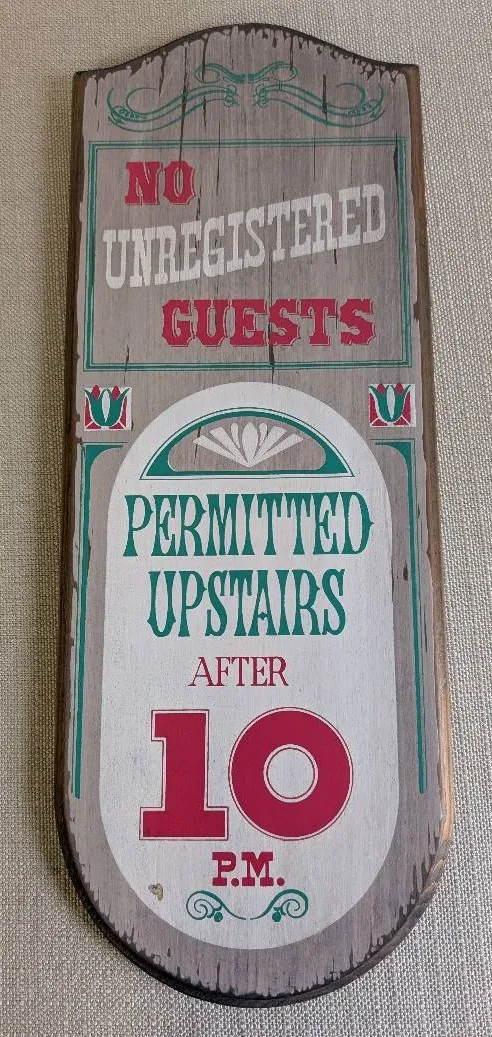 NO
UNREGISTERED
GUESTS
PERMITTED
UPSTAIRS
AFTER
10
P.M.